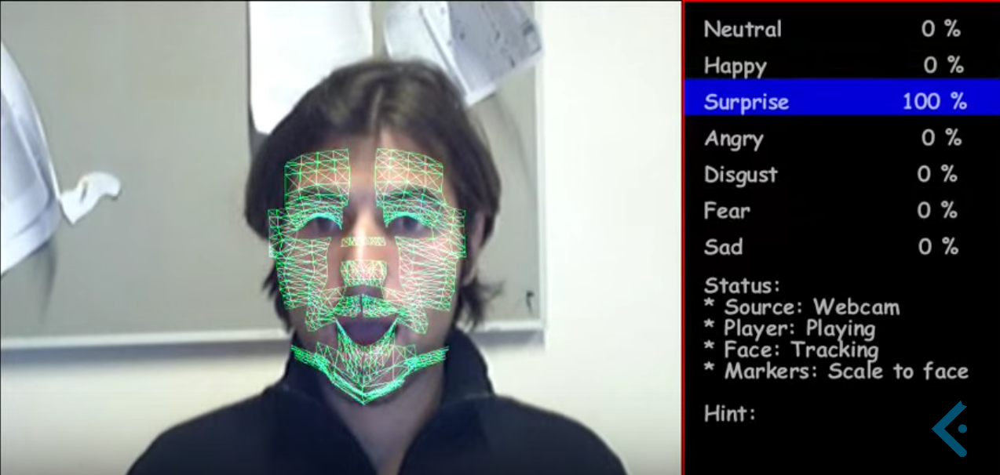 Neutral 0 %
Happy 0 %
Surprise 100 %
Angry 0 %
Disgust 0 %
Fear 0 %
Sad 0 %
Status:
* Source: Webcam
* Player: Playing
* Face: Tracking
* Markers: Scale to face
Hint: